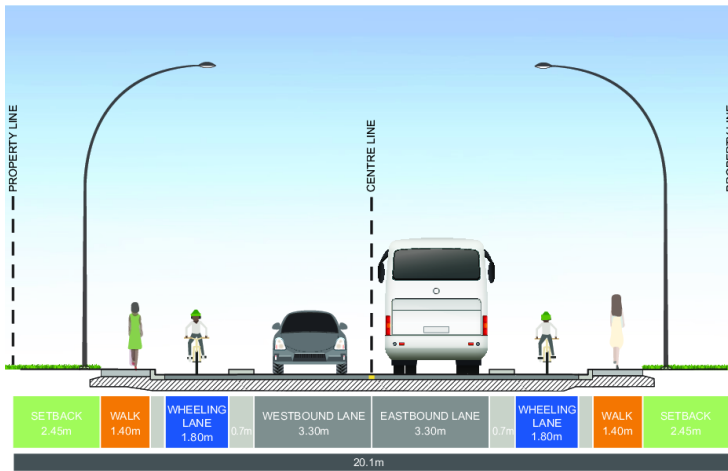 PROPERTY LINE
CENTRE LINE
PROPERTY LINE
SETBACK
2.45m
WALK
1.40m
WHEELING
LANE
1.80m
0.7m
WESTBOUND LANE
3.30m
EASTBOUND LANE
3.30m
0.7m
WHEELING
LANE
1.80m
WALK
1.40m
SETBACK
2.45m
20.1m